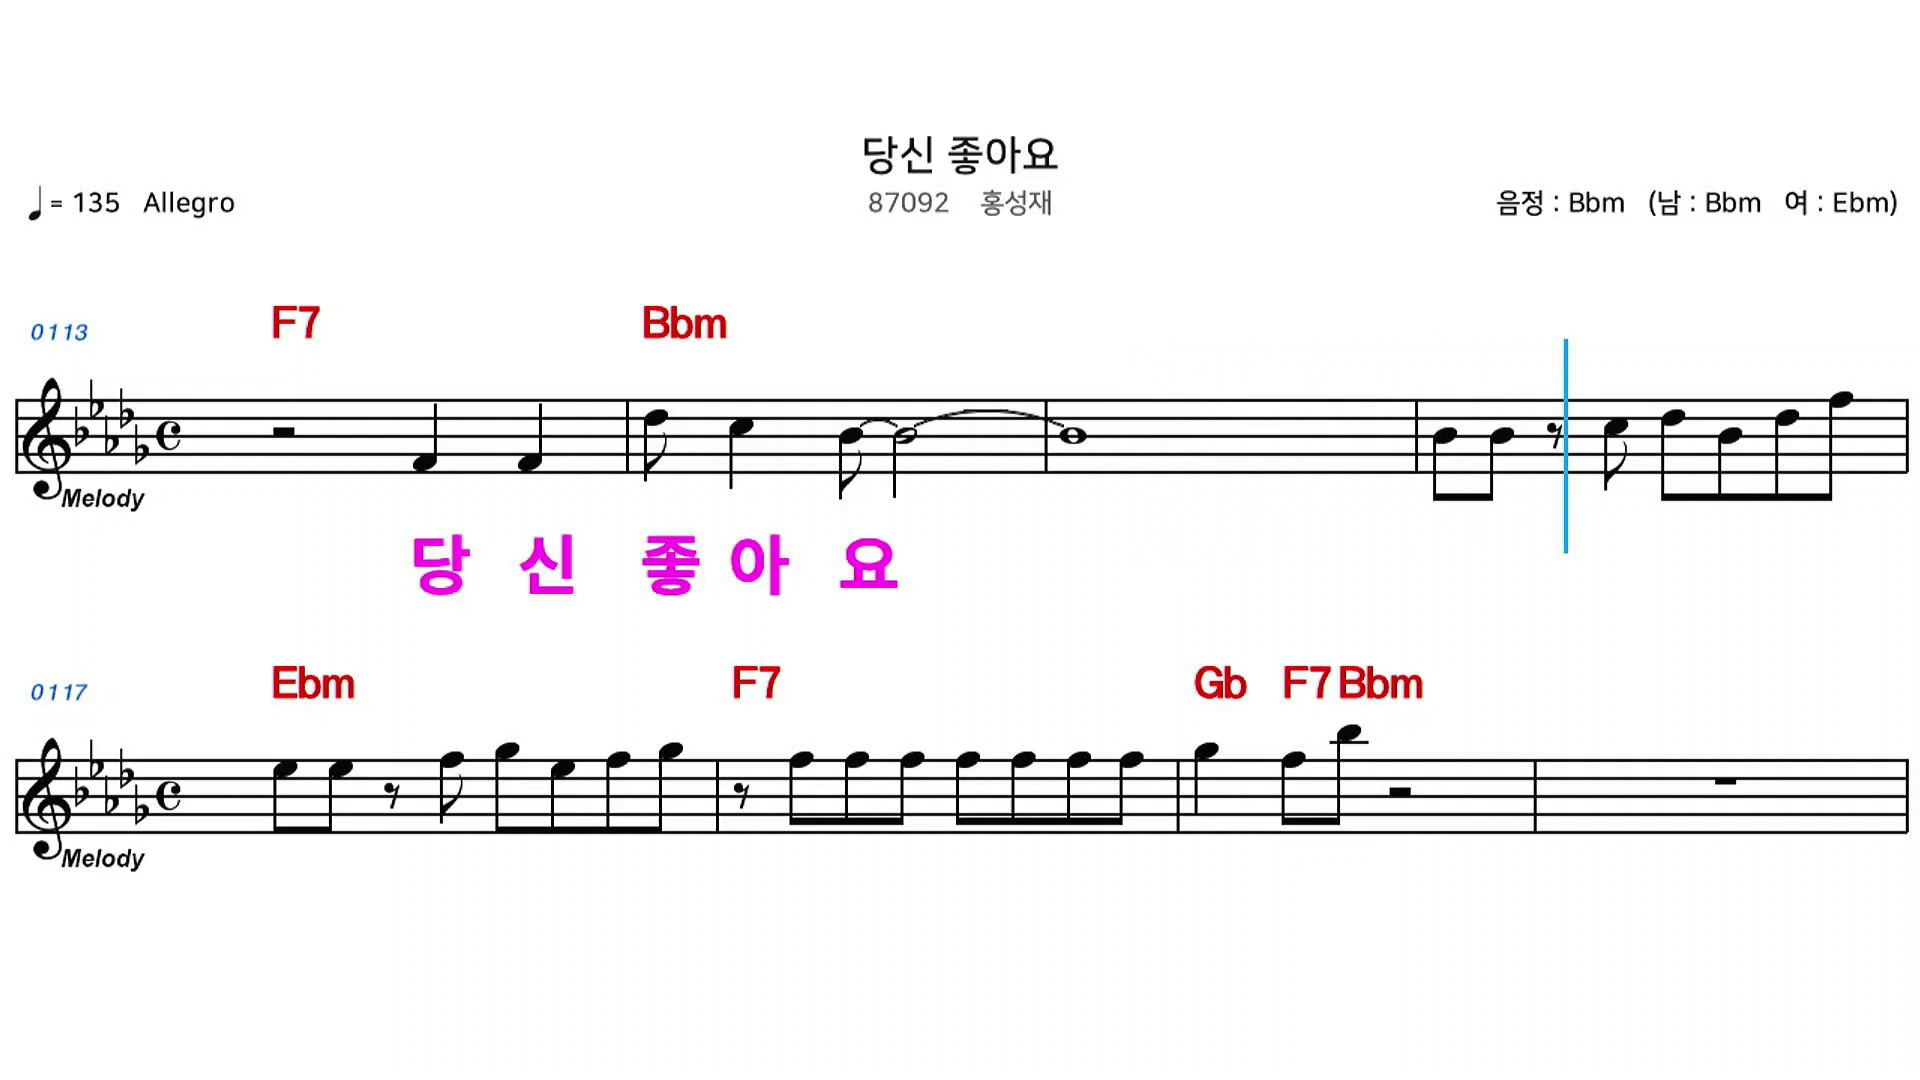 당신 좋아요
♩= 135 Allegro 87092 홍성재 음정 : Bbm (남 : Bbm 여 : Ebm)
0113 F7 Bbm
Melody
당 신 좋 아 요
0117 Ebm F7 Gb F7 Bbm
Melody